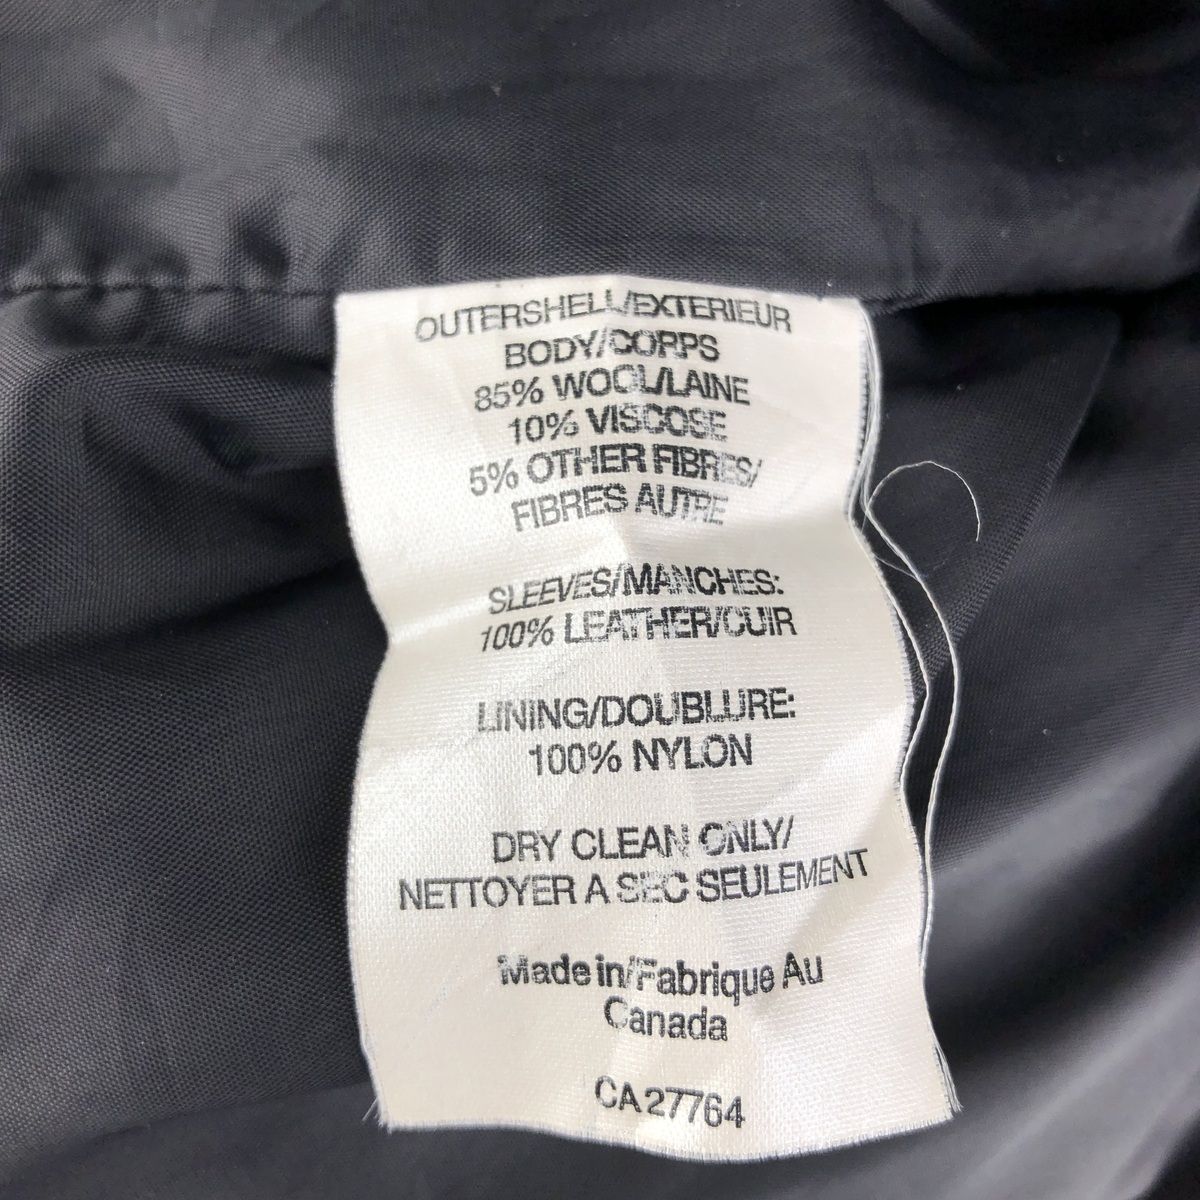 OUTERSHELL/EXTERIEUR
BODY/CORPS
85% WOOL/LAINE
10% VISCOSE
5% OTHER FIBRES/
FIBRES AUTRE
SLEEVES/MANCHES:
100% LEATHER/CUIR
LINING/DOUBLURE:
100% NYLON
DRY CLEAN ONLY/
NETTOYER A SEC SEULEMENT
Made in/Fabrique Au
Canada
CA27764